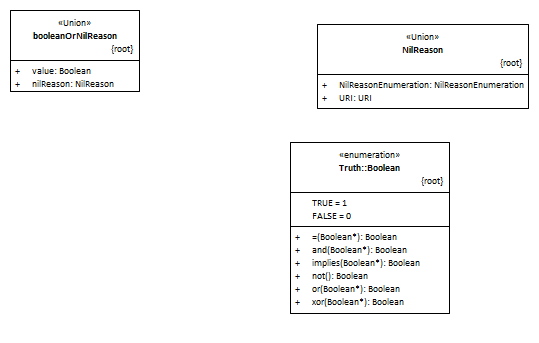 «Union»
booleanOrNilReason
{root}
+ value: Boolean
+ nilReason: NilReason
«Union»
NilReason
{root}
+ NilReasonEnumeration: NilReasonEnumeration
+ URI: URI
«enumeration»
Truth::Boolean
{root}
TRUE = 1
FALSE = 0
+ =(Boolean*): Boolean
+ and(Boolean*): Boolean
+ implies(Boolean*): Boolean
+ not(): Boolean
+ or(Boolean*): Boolean
+ xor(Boolean*): Boolean